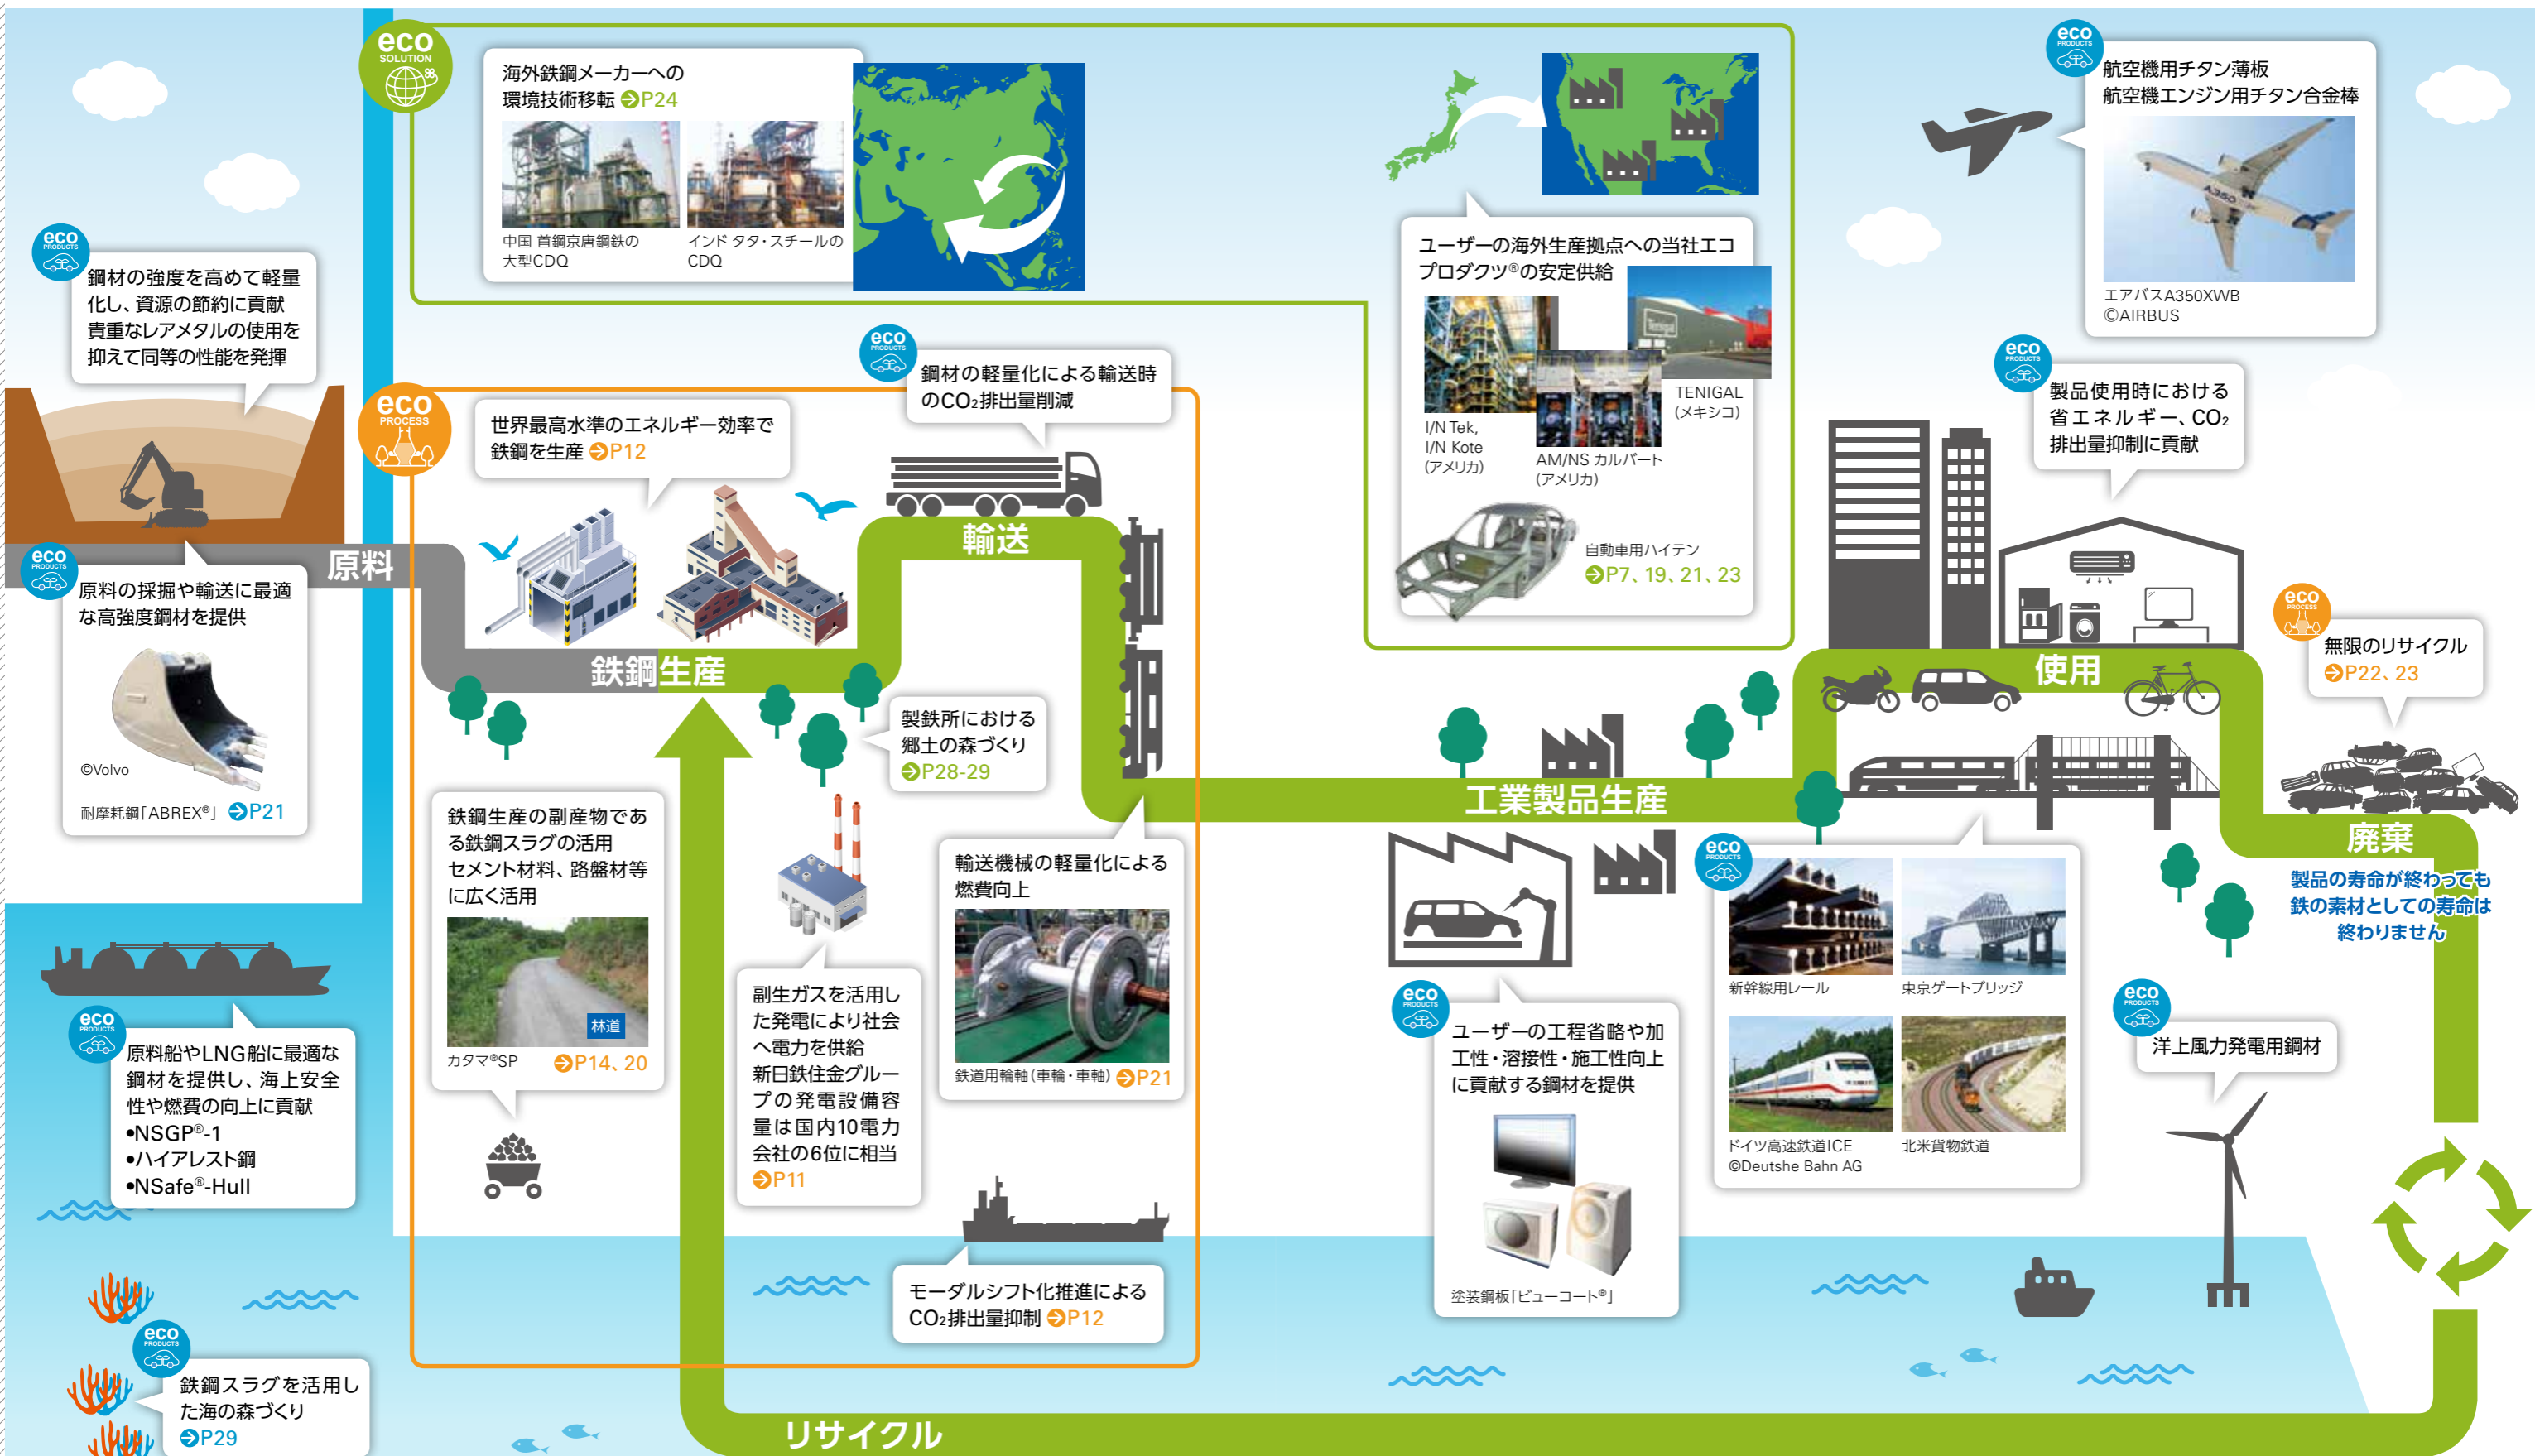 eco
SOLUTION
海外鉄鋼メーカーへの
環境技術移転 P24
中国 首鋼京唐鋼鉄の
大型CDQ
インド タタ・スチールの
CDQ
ユーザーの海外生産拠点への当社エコ
プロダクツ®の安定供給
Tenigal
TENIGAL
(メキシコ)
I/N Tek,
I/N Kote
(アメリカ)
AM/NS カルバート
(アメリカ)
自動車用ハイテン
P7、19、21、23
eco
PRODUCTS
航空機用チタン薄板
航空機エンジン用チタン合金棒
A350
エアバスA350XWB
©AIRBUS
eco
PRODUCTS
鋼材の強度を高めて軽量
化し、資源の節約に貢献
貴重なレアメタルの使用を
抑えて同等の性能を発揮
eco
PRODUCTS
原料の採掘や輸送に最適
な高強度鋼材を提供
©Volvo
耐摩耗鋼「ABREX®」 P21
原料
eco
PROCESS
世界最高水準のエネルギー効率で
鉄鋼を生産 P12
eco
PRODUCTS
鋼材の軽量化による輸送時
のCO₂排出量削減
輸送
鉄鋼生産
製鉄所における
郷土の森づくり
P28-29
鉄鋼生産の副産物であ
る鉄鋼スラグの活用
セメント材料、路盤材等
に広く活用
林道
カタマ®SP P14、20
副生ガスを活用し
た発電により社会
へ電力を供給
新日鉄住金グルー
プの発電設備容
量は国内10電力
会社の6位に相当
P11
輸送機械の軽量化による
燃費向上
鉄道用輪軸(車輪・車軸) P21
モーダルシフト化推進による
CO₂排出量抑制 P12
eco
PRODUCTS
原料船やLNG船に最適な
鋼材を提供し、海上安全
性や燃費の向上に貢献
•NSGP®-1
•ハイアレスト鋼
•NSafe®-Hull
eco
PRODUCTS
鉄鋼スラグを活用し
た海の森づくり
P29
工業製品生産
eco
PRODUCTS
ユーザーの工程省略や加
工性・溶接性・施工性向上
に貢献する鋼材を提供
塗装鋼板「ビューコート®」
eco
PRODUCTS
製品使用時における
省エネルギー、CO₂
排出量抑制に貢献
使用
eco
PRODUCTS
新幹線用レール
東京ゲートブリッジ
ドイツ高速鉄道ICE
©Deutshe Bahn AG
北米貨物鉄道
eco
PROCESS
無限のリサイクル
P22、23
廃棄
製品の寿命が終わっても
鉄の素材としての寿命は
終わりません
eco
PRODUCTS
洋上風力発電用鋼材
リサイクル